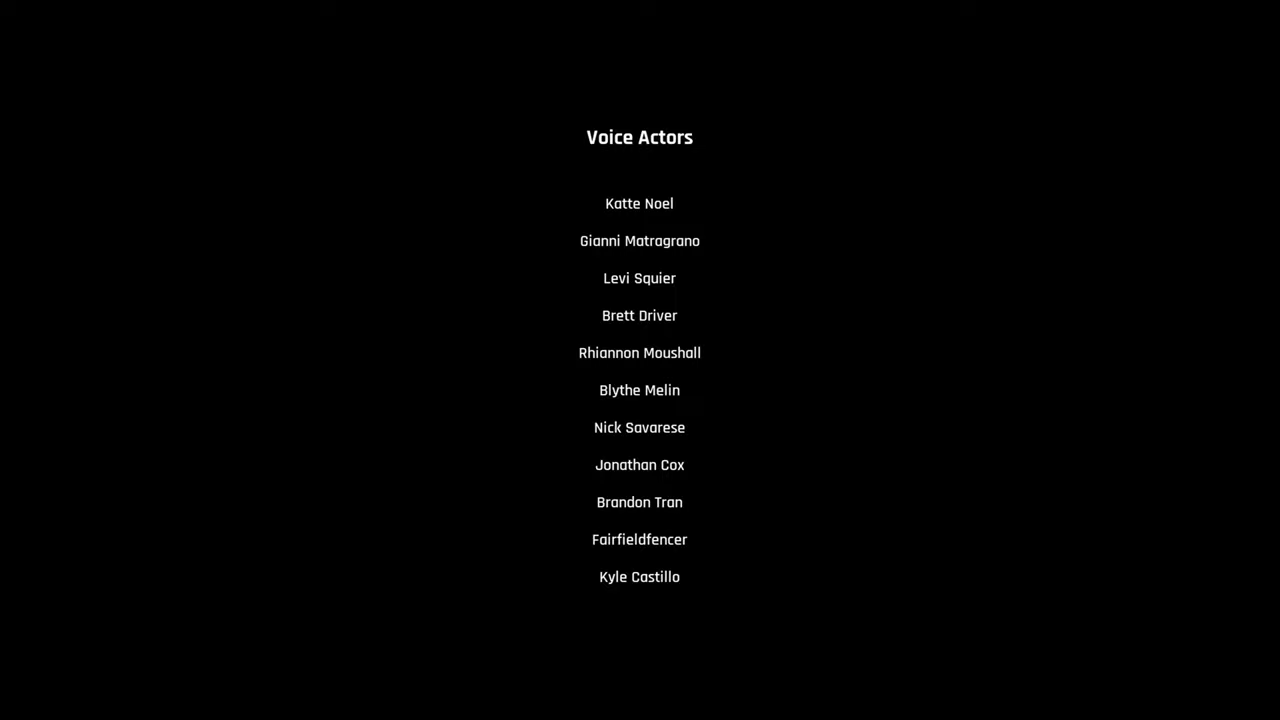 Voice Actors
Katte Noel
Gianni Matragrano
Levi Squier
Brett Driver
Rhiannon Moushall
Blythe Melin
Nick Savarese
Jonathan Cox
Brandon Tran
Fairfieldfencer
Kyle Castillo